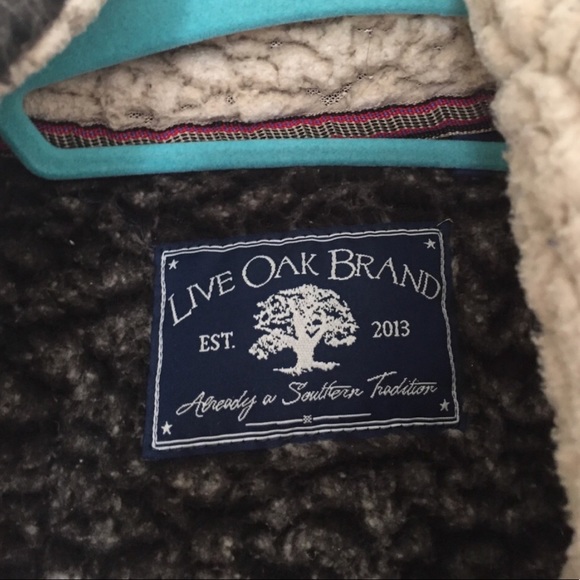 LIVE OAK BRAND
EST. 2013
Already a Southern Tradition